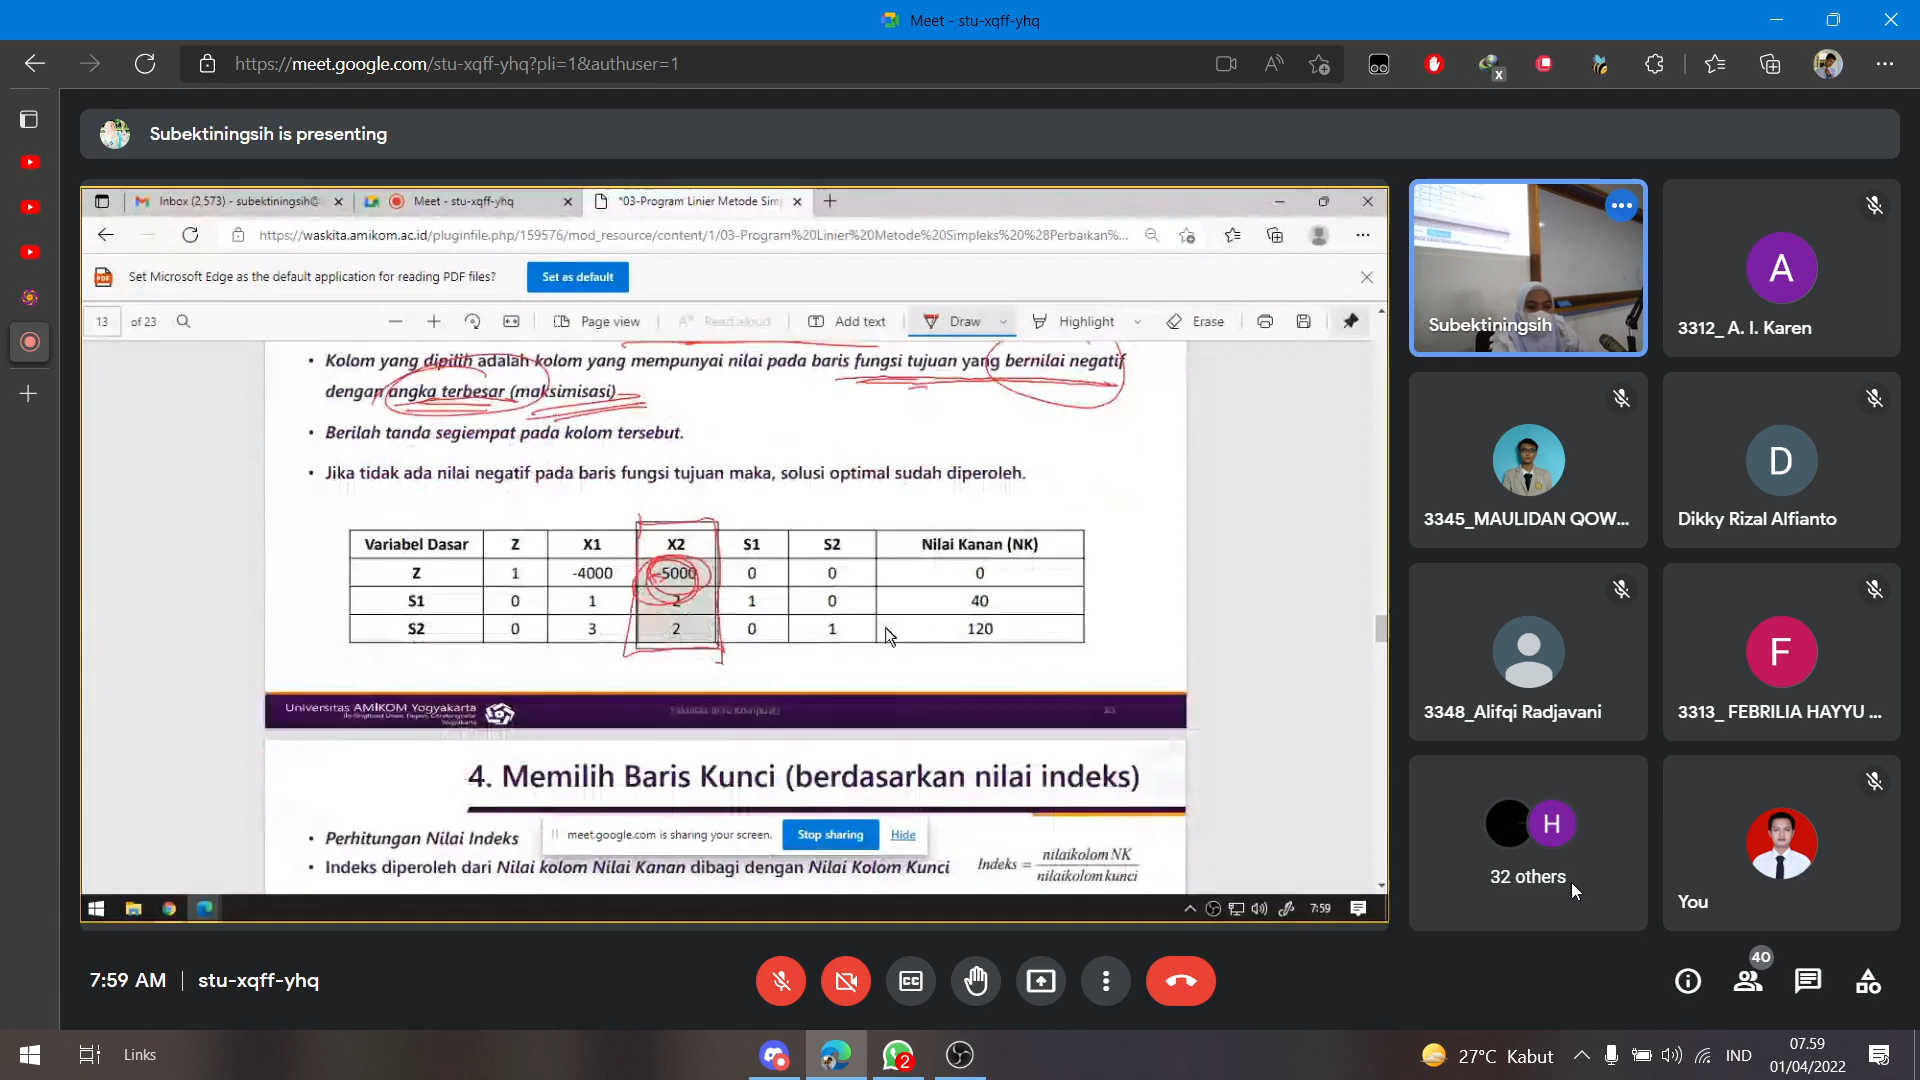 Meet - stu-xqff-yhq
https://meet.google.com/stu-xqff-yhq?pli=1&authuser=1
Subektiningsih is presenting
Inbox (2,573) - subektiningsih@
Meet - stu-xqff-yhq
*03-Program Linier Metode Sim
https://waskita.amikom.ac.id/pluginfile.php/159576/mod_resource/content/1/03-Program%20Linier%20Metode%20Simpleks%20%28Perbaikan%...
Set Microsoft Edge as the default application for reading PDF files?
Set as default
13 of 23
Page view
Read aloud
Add text
Draw
Highlight
Erase
• Kolom yang dipilih adalah kolom yang mempunyai nilai pada baris fungsi tujuan yang bernilai negatif
dengan angka terbesar (maksimisasi)
• Berilah tanda segiempat pada kolom tersebut.
• Jika tidak ada nilai negatif pada baris fungsi tujuan maka, solusi optimal sudah diperoleh.
Variabel Dasar Z X1 X2 S1 S2 Nilai Kanan (NK)
Z 1 -4000 -5000 0 0 0
S1 0 1 2 1 0 40
S2 0 3 2 0 1 120
Universitas AMIKOM Yogyakarta
4. Memilih Baris Kunci (berdasarkan nilai indeks)
• Perhitungan Nilai Indeks
meet.google.com is sharing your screen.
Stop sharing
Hide
• Indeks diperoleh dari Nilai kolom Nilai Kanan dibagi dengan Nilai Kolom Kunci
Indeks = nilaikolom NK
nilaikolom kunci
7:59
Subektiningsih
A
3312_ A. I. Karen
3345_MAULIDAN QOW...
D
Dikky Rizal Alfianto
3348_Alifqi Radjavani
F
3313_ FEBRILIA HAYYU ...
H
32 others
You
7:59 AM | stu-xqff-yhq
CC
40
Links
2
27°C Kabut
IND
07.59
01/04/2022